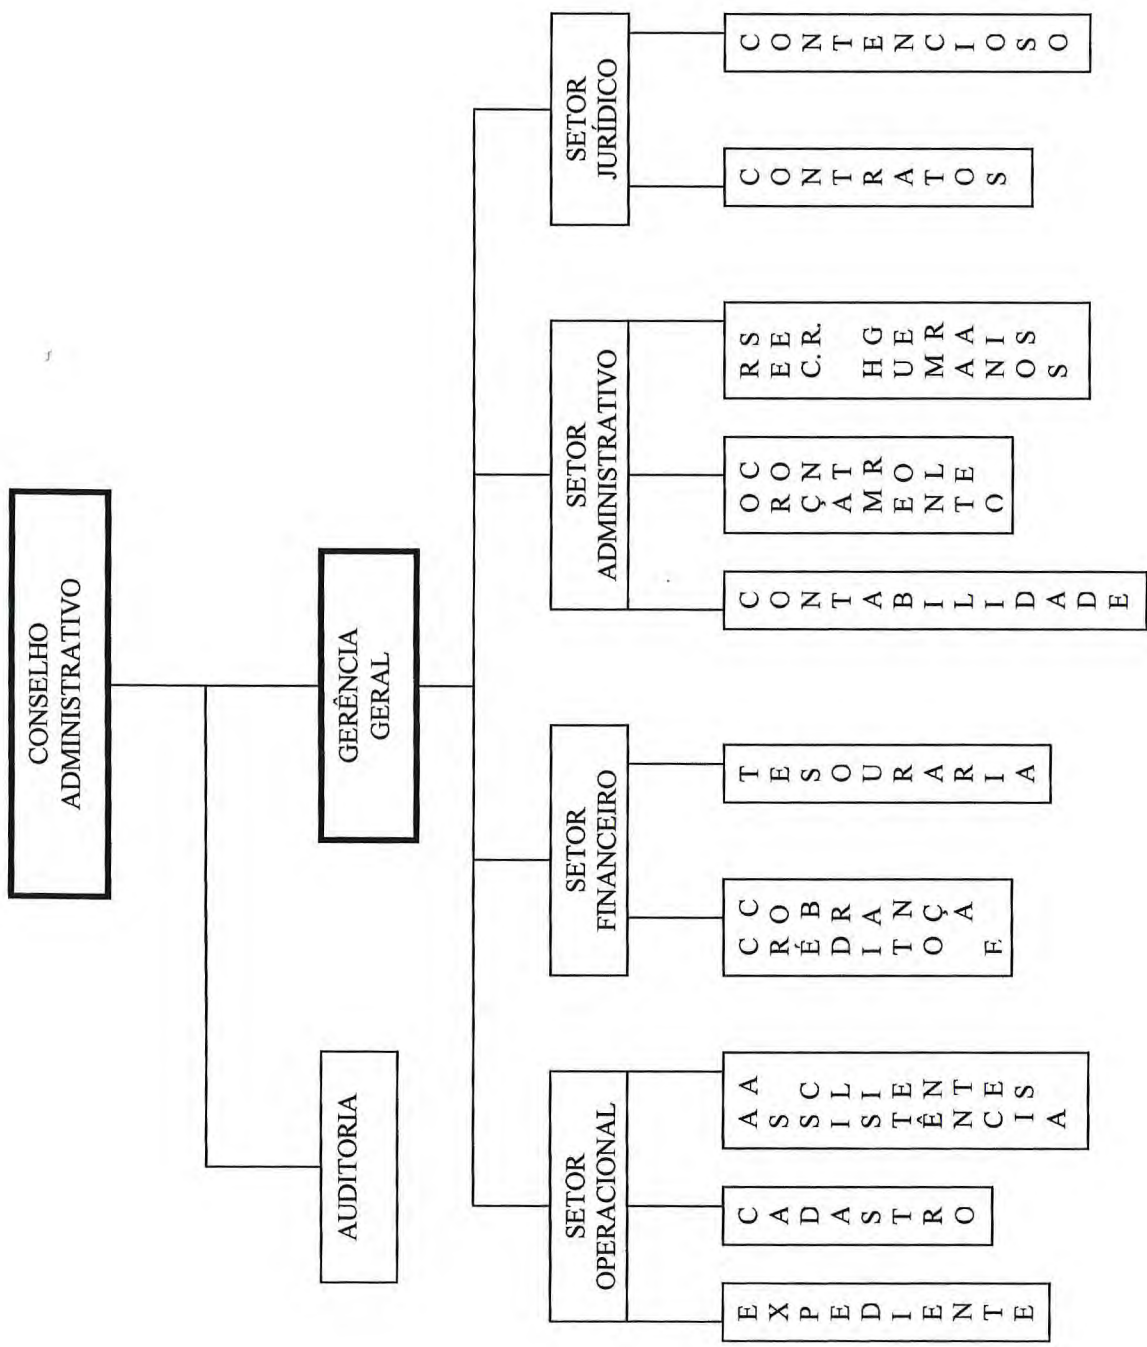 CONSELHO
ADMINISTRATIVO
AUDITORIA
GERÊNCIA
GERAL
SETOR
OPERACIONAL
SETOR
FINANCEIRO
SETOR
ADMINISTRATIVO
SETOR
JURÍDICO
EXPEDIENTE
CADASTRO
ASSISTÊNCIA
A CLIENTES
CRÉDITO E
COBRANÇA
TESOURARIA
CONTABILIDADE
ORÇAMENTO
CONTROLE
REC. HUMANOS
SER. GERAIS
CONTRATOS
CONTENCIOSO